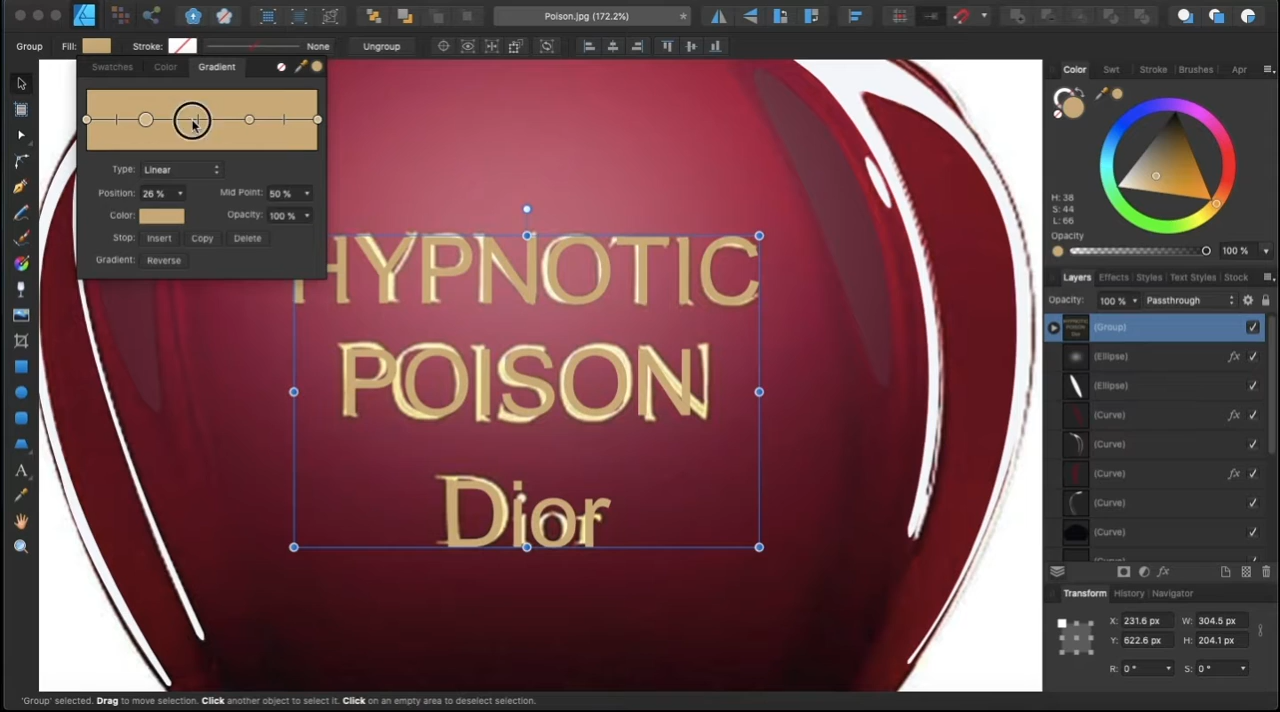 Poison.jpg (172.2%)
*
Group Fill: Stroke: None Ungroup
Swatches Color Gradient
Type: Linear
Position: 26 % Mid Point: 50 %
Color: Opacity: 100 %
Stop: Insert Copy Delete
Gradient: Reverse
HYPNOTIC
POISON
Dior
Color Swt Stroke Brushes Apr
H: 38
S: 44
L: 66
Opacity
100 %
Layers Effects Styles Text Styles Stock
Opacity: 100 % Passthrough
(Group)
(Ellipse) fx
(Ellipse)
(Curve) fx
(Curve)
(Curve) fx
(Curve)
(Curve)
fx
Transform History Navigator
X: 231.6 px W: 304.5 px
Y: 622.6 px H: 204.1 px
R: 0 ° S: 0 °
'Group' selected. Drag to move selection. Click another object to select it. Click on an empty area to deselect selection.